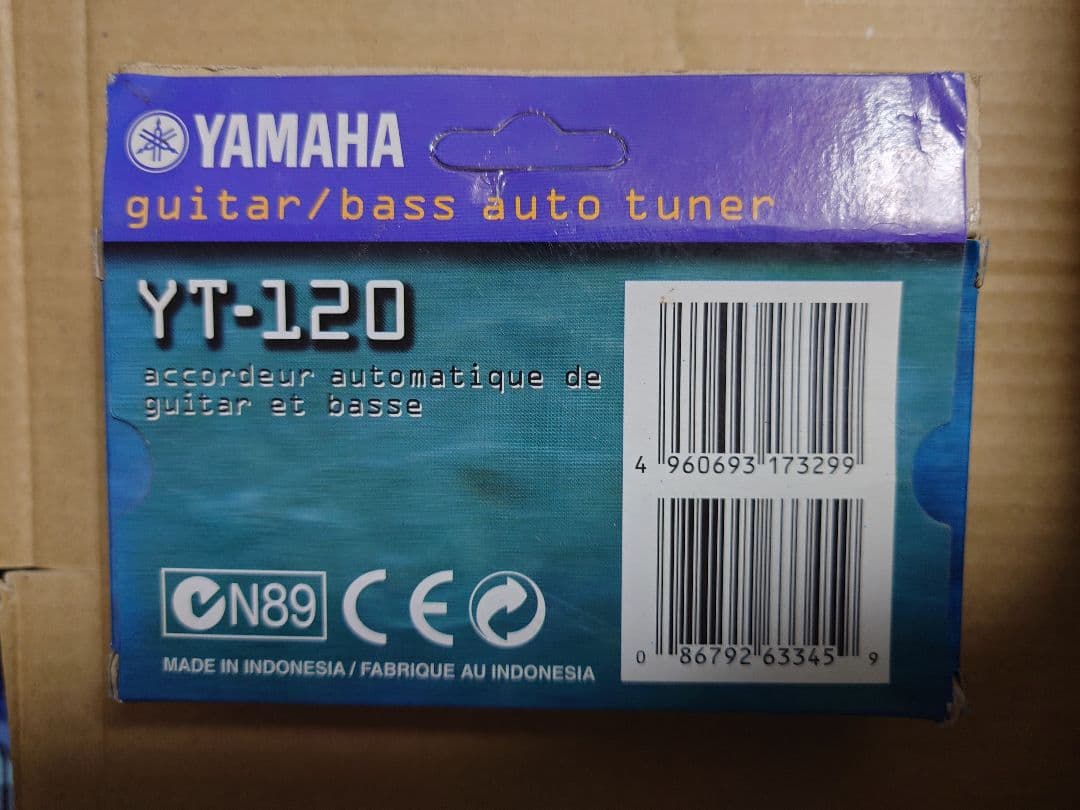 YAMAHA
guitar/bass auto tuner
YT-120
accordeur automatique de
guitar et basse
4 960693 173299
0 86792 63345 9
N89 CE
MADE IN INDONESIA / FABRIQUE AU INDONESIA